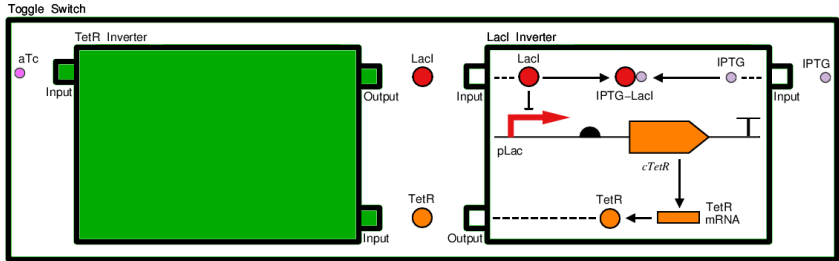 Toggle Switch
TetR Inverter
LacI Inverter
aTc
LacI
LacI
IPTG
IPTG
Input
Output
Input
IPTG-LacI
Input
pLac
cTetR
TetR
TetR
TetR
mRNA
Input
Output